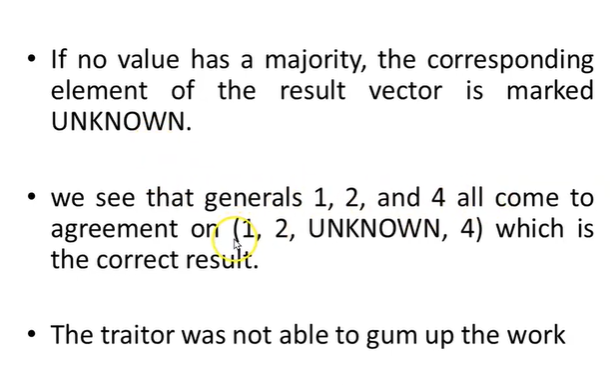 • If no value has a majority, the corresponding
element of the result vector is marked
UNKNOWN.
• we see that generals 1, 2, and 4 all come to
agreement on (1, 2, UNKNOWN, 4) which is
the correct result.
• The traitor was not able to gum up the work